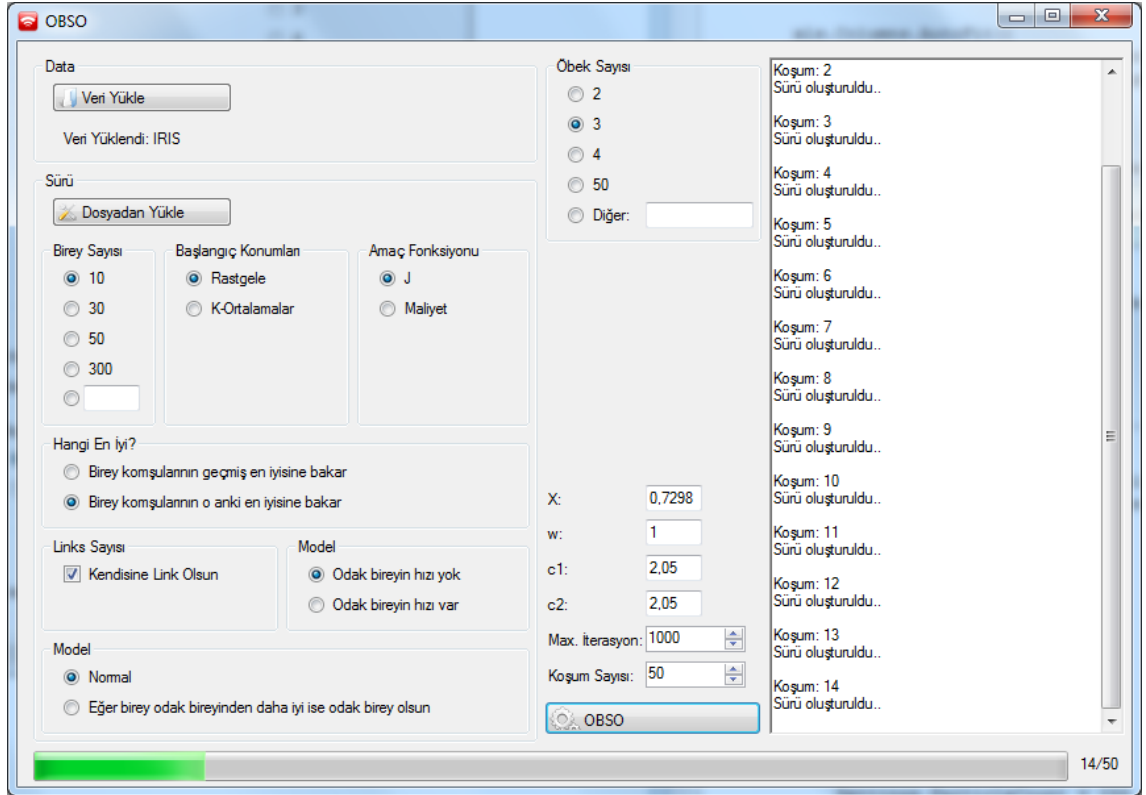 OBSO
Data
Veri Yükle
Veri Yüklendi: IRIS
Sürü
Dosyadan Yükle
Birey Sayısı
10
30
50
300
Başlangıç Konumları
Rastgele
K-Ortalamalar
Amaç Fonksiyonu
J
Maliyet
Hangi En İyi?
Birey komşularının geçmiş en iyisine bakar
Birey komşularının o anki en iyisine bakar
Links Sayısı
Kendisine Link Olsun
Model
Odak bireyin hızı yok
Odak bireyin hızı var
Model
Normal
Eğer birey odak bireyinden daha iyi ise odak birey olsun
Öbek Sayısı
2
3
4
50
Diğer:
X: 0,7298
w: 1
c1: 2,05
c2: 2,05
Max. İterasyon: 1000
Koşum Sayısı: 50
OBSO
Koşum: 2
Sürü oluşturuldu..
Koşum: 3
Sürü oluşturuldu..
Koşum: 4
Sürü oluşturuldu..
Koşum: 5
Sürü oluşturuldu..
Koşum: 6
Sürü oluşturuldu..
Koşum: 7
Sürü oluşturuldu..
Koşum: 8
Sürü oluşturuldu..
Koşum: 9
Sürü oluşturuldu..
Koşum: 10
Sürü oluşturuldu..
Koşum: 11
Sürü oluşturuldu..
Koşum: 12
Sürü oluşturuldu..
Koşum: 13
Sürü oluşturuldu..
Koşum: 14
Sürü oluşturuldu..
14/50